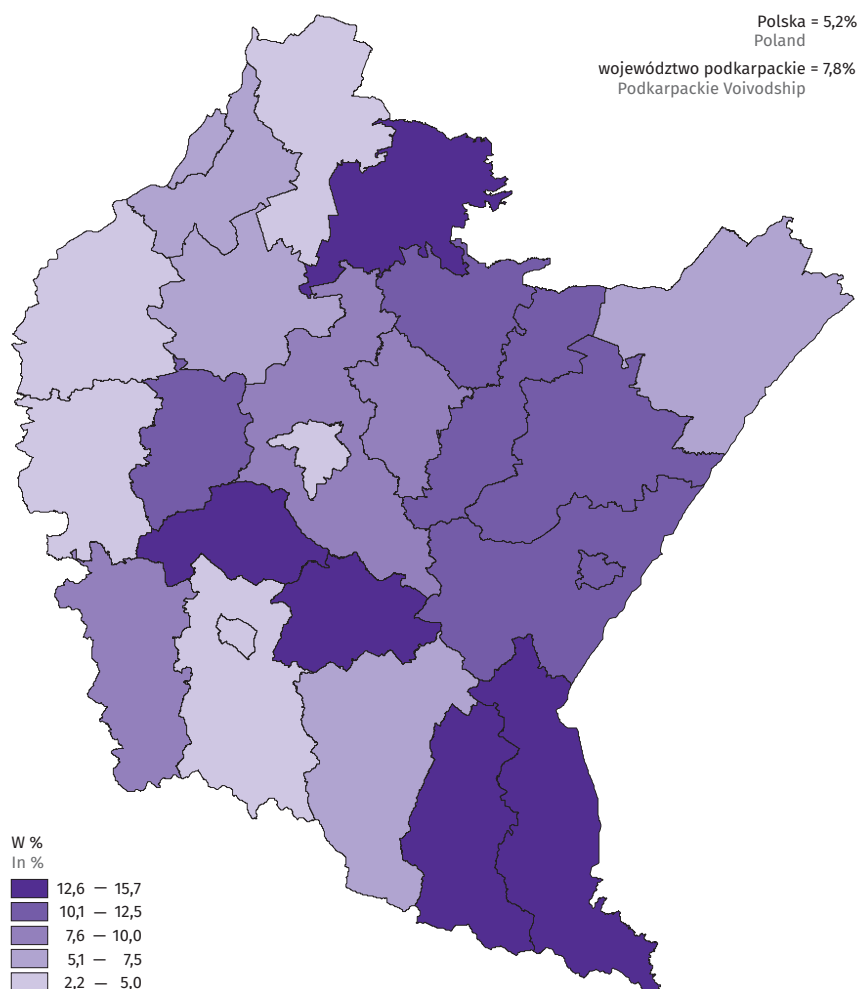 Polska = 5,2%
Poland
województwo podkarpackie = 7,8%
Podkarpackie Voivodship
W %
In %
12,6 — 15,7
10,1 — 12,5
7,6 — 10,0
5,1 — 7,5
2,2 — 5,0